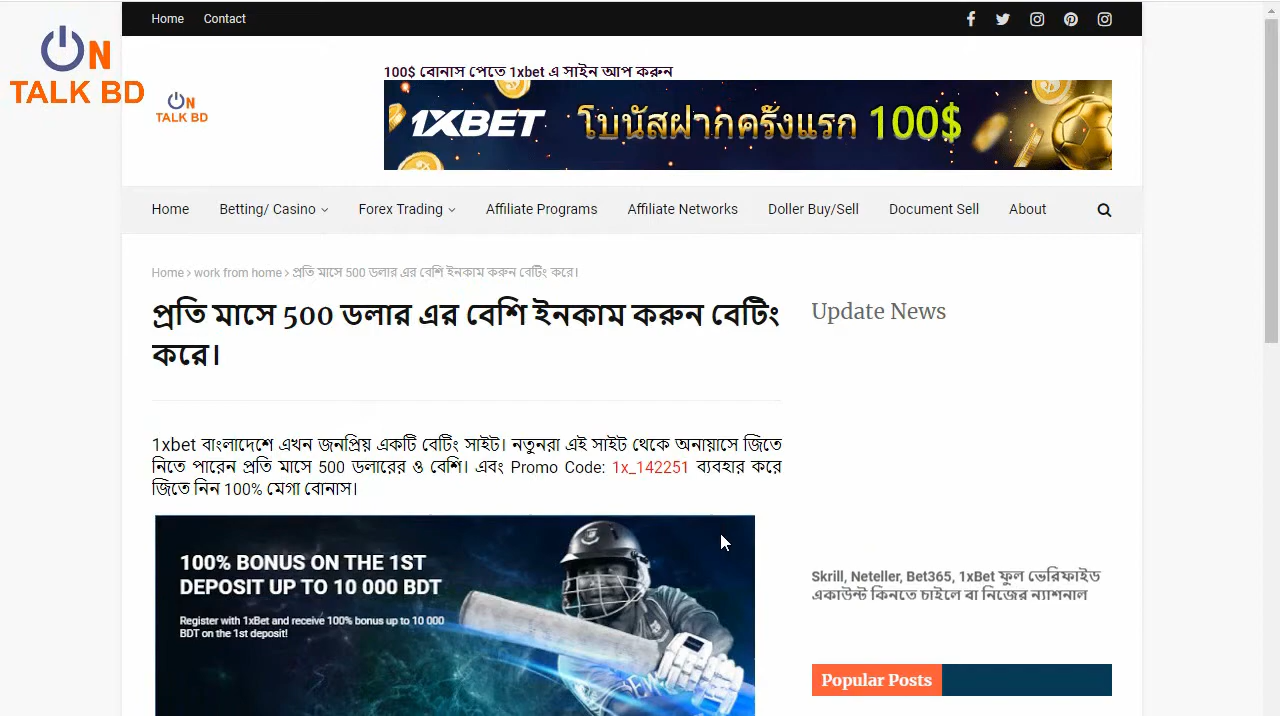 Home Contact
ON
TALK BD
ON
TALK BD
100$ বোনাস পেতে 1xbet এ সাইন আপ করুন
1XBET โบนัสฝากครั้งแรก 100$
Home Betting/ Casino Forex Trading Affiliate Programs Affiliate Networks Doller Buy/Sell Document Sell About
Home › work from home › প্রতি মাসে 500 ডলার এর বেশি ইনকাম করুন বেটিং করে।
প্রতি মাসে 500 ডলার এর বেশি ইনকাম করুন বেটিং
করে।
1xbet বাংলাদেশে এখন জনপ্রিয় একটি বেটিং সাইট। নতুনরা এই সাইট থেকে অনায়াসে জিতে
নিতে পারেন প্রতি মাসে 500 ডলারের ও বেশি। এবং Promo Code: 1x_142251 ব্যবহার করে
জিতে নিন 100% মেগা বোনাস।
100% BONUS ON THE 1ST
DEPOSIT UP TO 10 000 BDT
Register with 1xBet and receive 100% bonus up to 10 000
BDT on the 1st deposit!
Update News
Skrill, Neteller, Bet365, 1xBet ফুল ভেরিফাইড
একাউন্ট কিনতে চাইলে বা নিজের ন্যাশনাল
Popular Posts